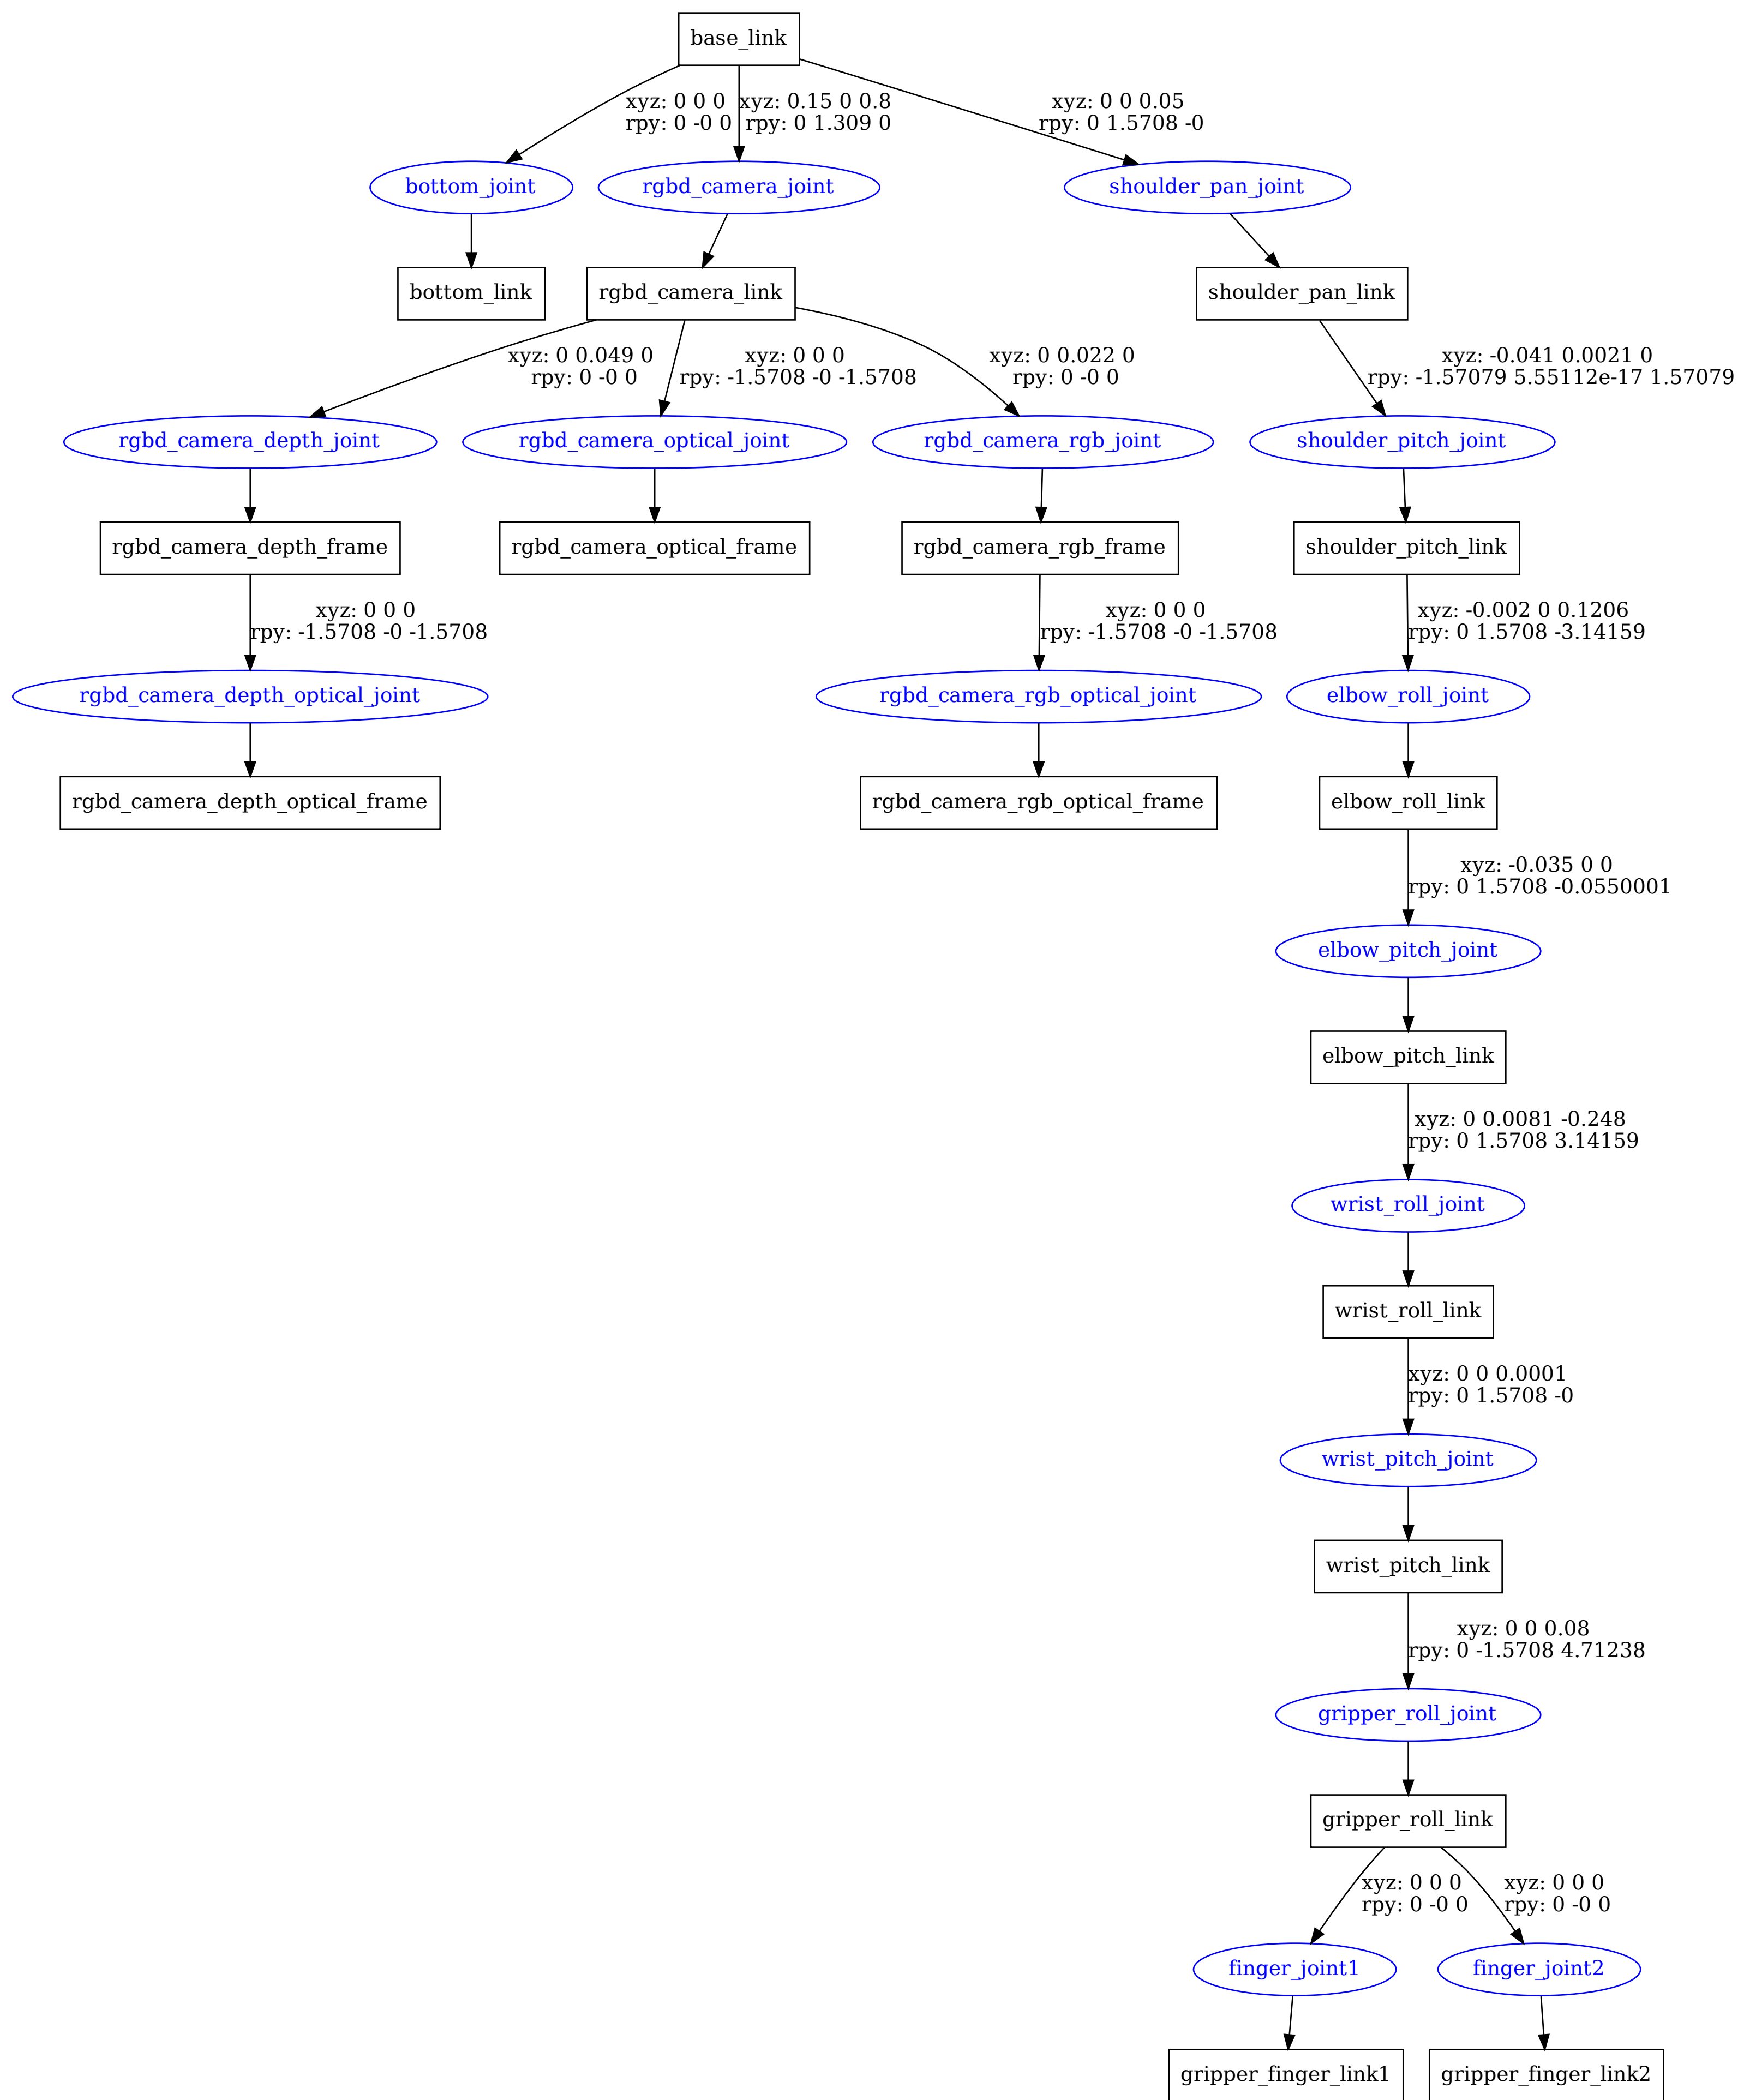 base_link
xyz: 0 0 0
rpy: 0 -0 0
xyz: 0.15 0 0.8
rpy: 0 1.309 0
xyz: 0 0 0.05
rpy: 0 1.5708 -0
bottom_joint
rgbd_camera_joint
shoulder_pan_joint
bottom_link
rgbd_camera_link
shoulder_pan_link
xyz: 0 0.049 0
rpy: 0 -0 0
xyz: 0 0 0
rpy: -1.5708 -0 -1.5708
xyz: 0 0.022 0
rpy: 0 -0 0
xyz: -0.041 0.0021 0
rpy: -1.57079 5.55112e-17 1.57079
rgbd_camera_depth_joint
rgbd_camera_optical_joint
rgbd_camera_rgb_joint
shoulder_pitch_joint
rgbd_camera_depth_frame
rgbd_camera_optical_frame
rgbd_camera_rgb_frame
shoulder_pitch_link
xyz: 0 0 0
rpy: -1.5708 -0 -1.5708
xyz: 0 0 0
rpy: -1.5708 -0 -1.5708
xyz: -0.002 0 0.1206
rpy: 0 1.5708 -3.14159
rgbd_camera_depth_optical_joint
rgbd_camera_rgb_optical_joint
elbow_roll_joint
rgbd_camera_depth_optical_frame
rgbd_camera_rgb_optical_frame
elbow_roll_link
xyz: -0.035 0 0
rpy: 0 1.5708 -0.0550001
elbow_pitch_joint
elbow_pitch_link
xyz: 0 0.0081 -0.248
rpy: 0 1.5708 3.14159
wrist_roll_joint
wrist_roll_link
xyz: 0 0 0.0001
rpy: 0 1.5708 -0
wrist_pitch_joint
wrist_pitch_link
xyz: 0 0 0.08
rpy: 0 -1.5708 4.71238
gripper_roll_joint
gripper_roll_link
xyz: 0 0 0
rpy: 0 -0 0
xyz: 0 0 0
rpy: 0 -0 0
finger_joint1
finger_joint2
gripper_finger_link1
gripper_finger_link2